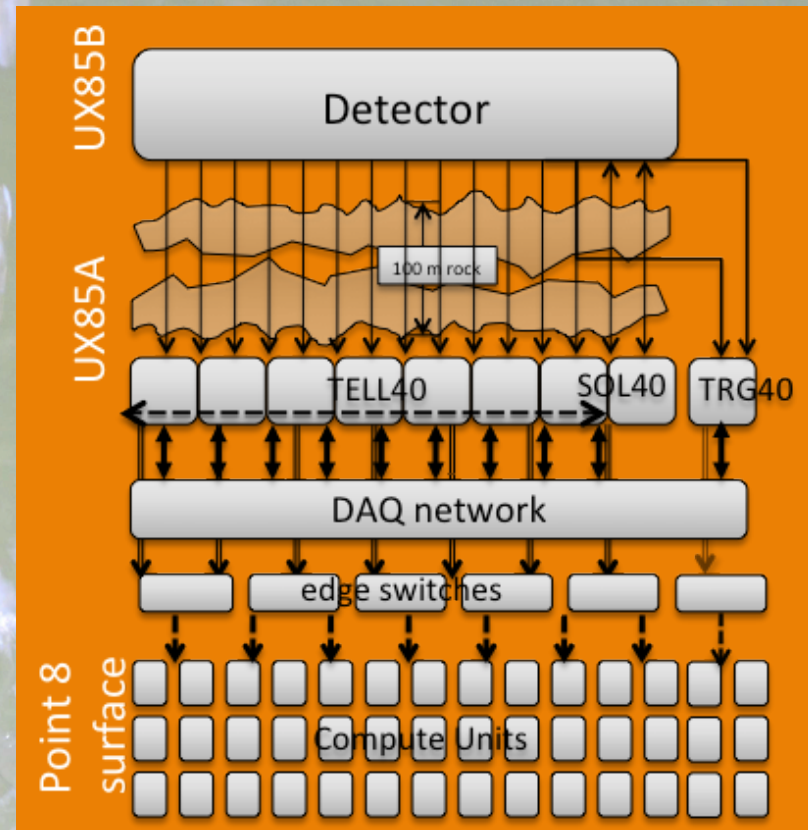 UX85B
Detector
100 m rock
UX85A
TELL40
SOL40
TRG40
DAQ network
edge switches
Point 8
surface
Compute Units